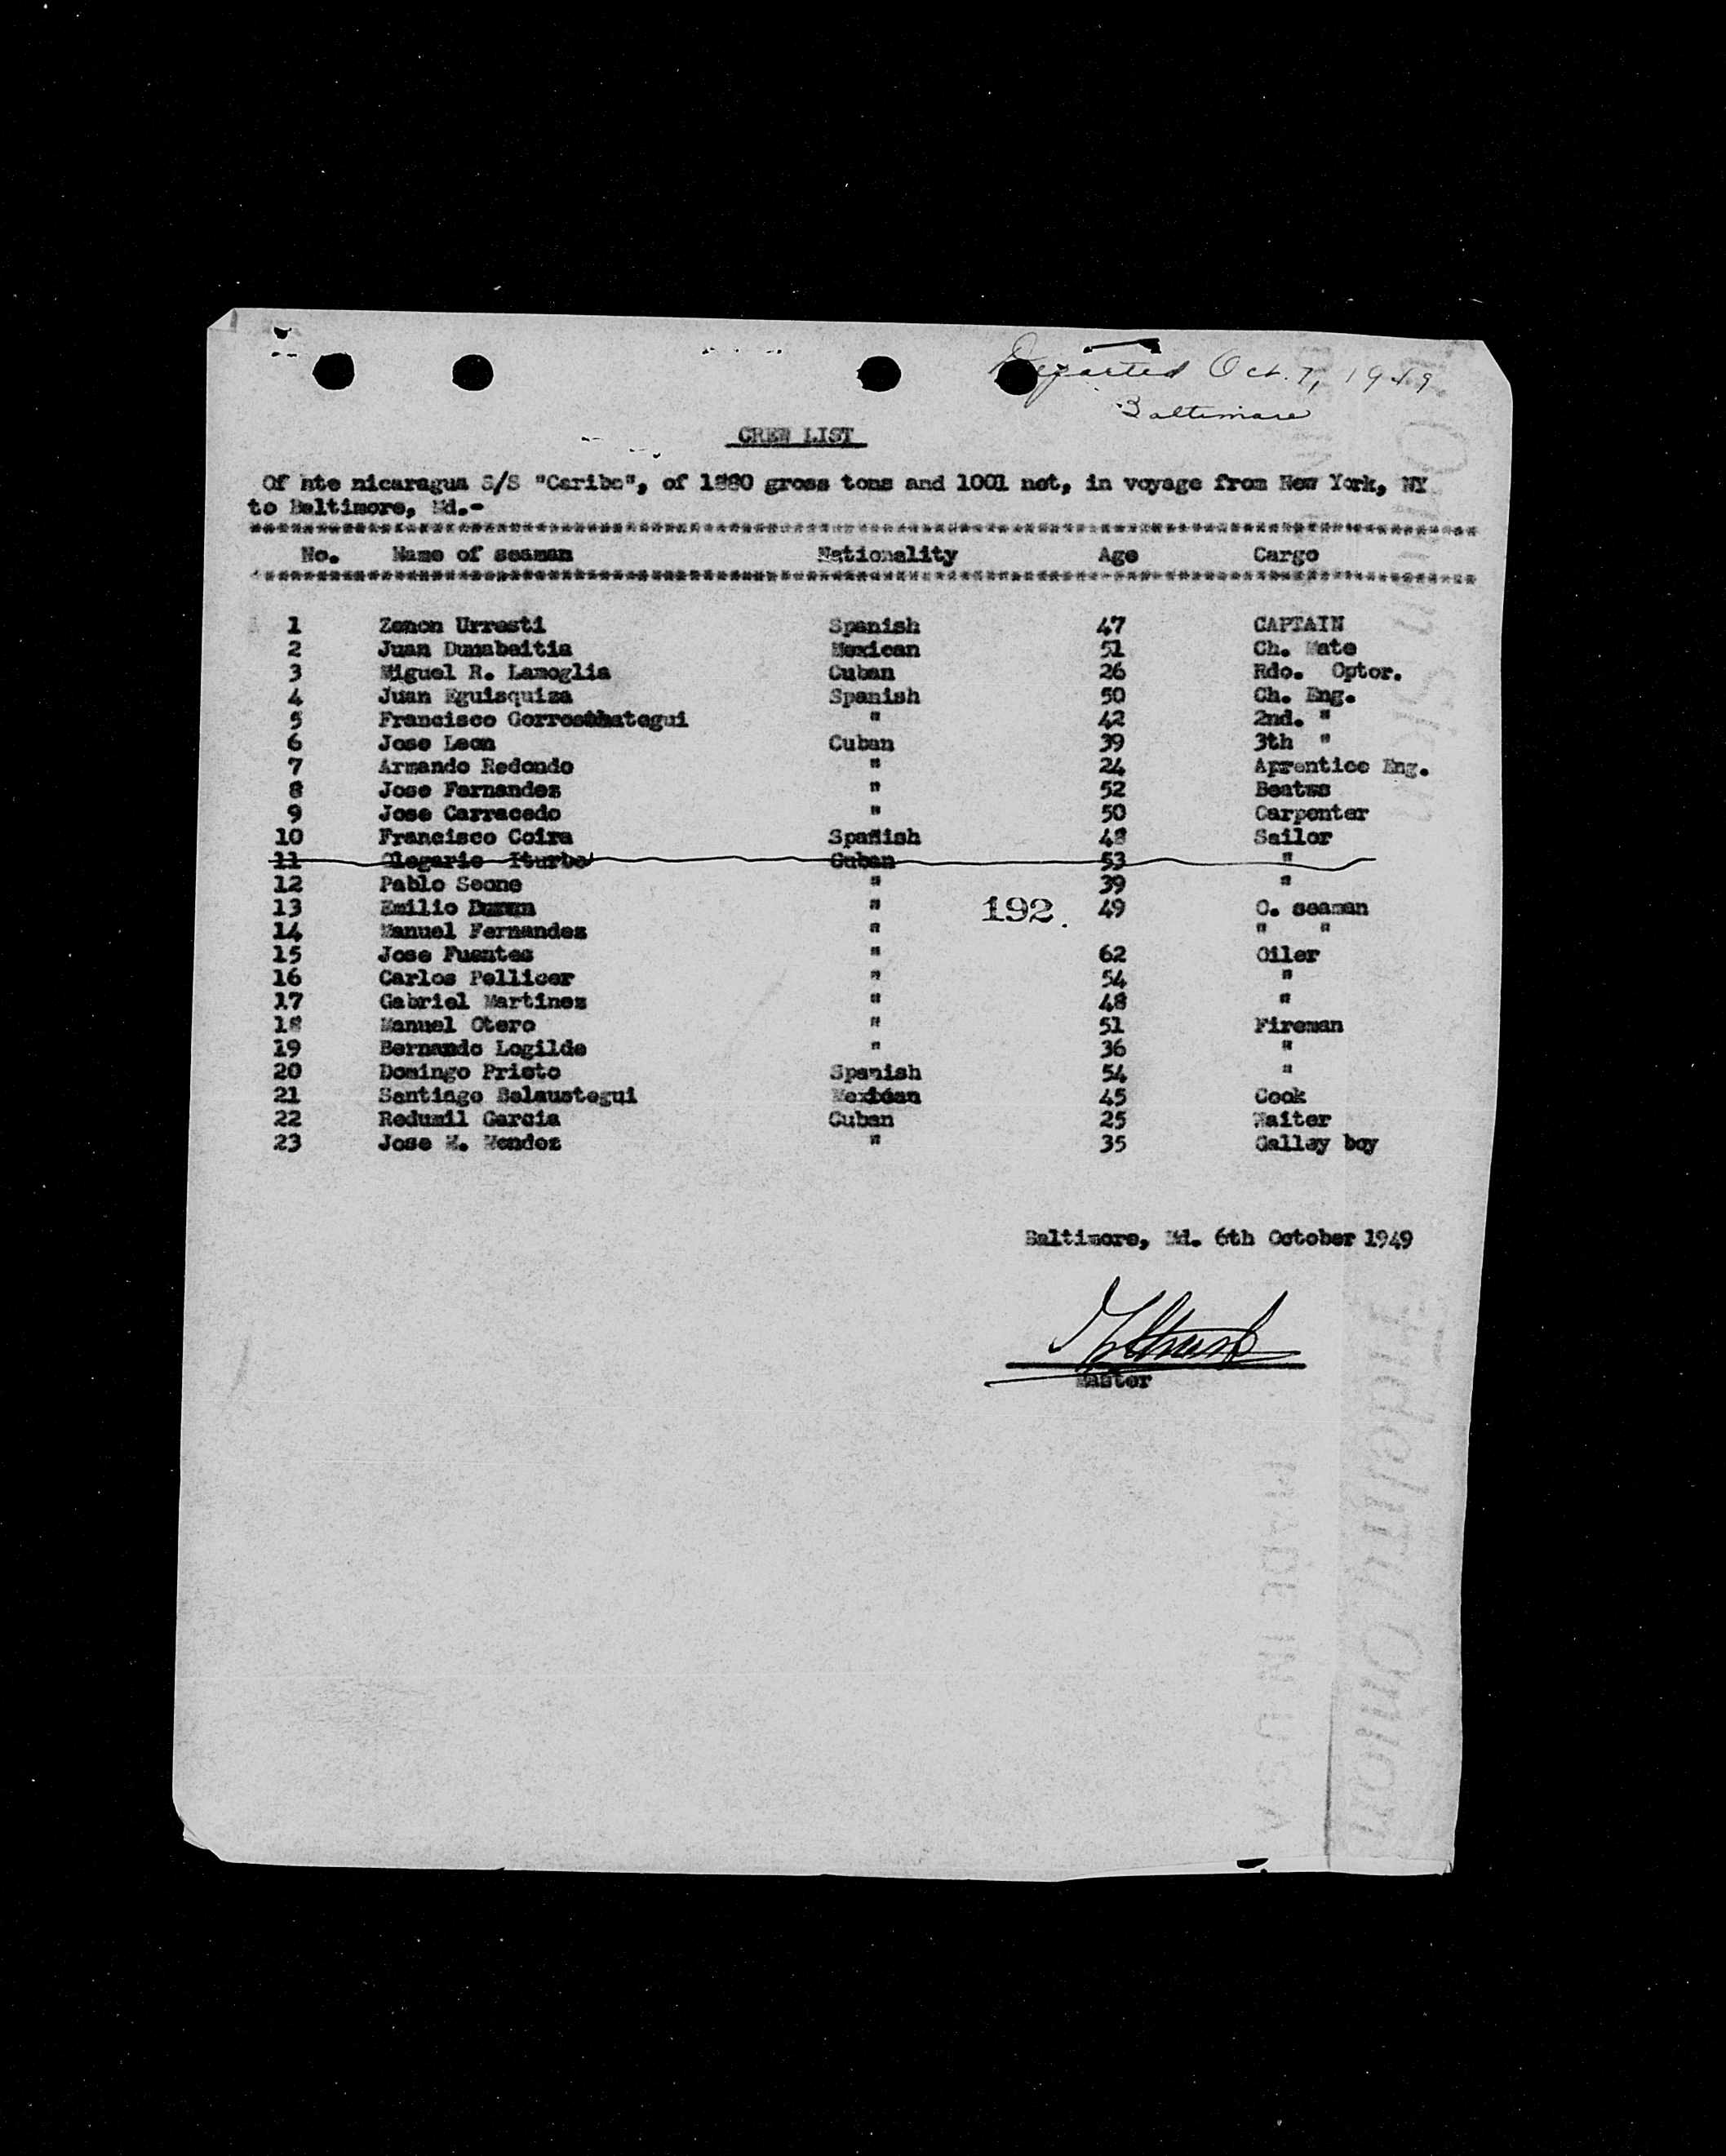 Departed Oct. 7, 1949
Baltimore
CREW LIST
Of hte nicaragua S/S "Caribe", of 1880 gross tons and 1001 net, in voyage from New York, NY
to Baltimore, Md.-
No. Name of seaman Nationality Age Cargo
1 Zenon Urresti Spanish 47 CAPTAIN
2 Juan Dunabeitia Mexican 51 Ch. Mate
3 Miguel R. Lamoglia Cuban 26 Rdo. Optor.
4 Juan Eguisquiza Spanish 50 Ch. Eng.
5 Francisco " 42 2nd. "
6 Jose Leon Cuban 39 3th "
7 Armando Redondo " 24 Aprentice Eng.
8 Jose Fernandez " 52
9 Jose Carracedo " 50 Carpenter
10 Francisco Coira Spanish 48 Sailor
11 Olegario Iturbe Cuban 53 "
12 Pablo Seone " 39 "
13 Emilio Duran " 192. 49 O. seaman
14 Manuel Fernandez " " "
15 Jose Fuentes " 62 Oiler
16 Carlos Pellicer " 54 "
17 Gabriel Martinez " 48 "
18 Manuel Otero " 51 Fireman
19 Bernando Logilde " 36 "
20 Domingo Prieto Spanish 54 "
21 Santiago Belaustegui Mexican 45 Cook
22 Redumil Garcia Cuban 25 Waiter
23 Jose M. Mendez " 35 Galley boy
Baltimore, Md. 6th October 1949
Master